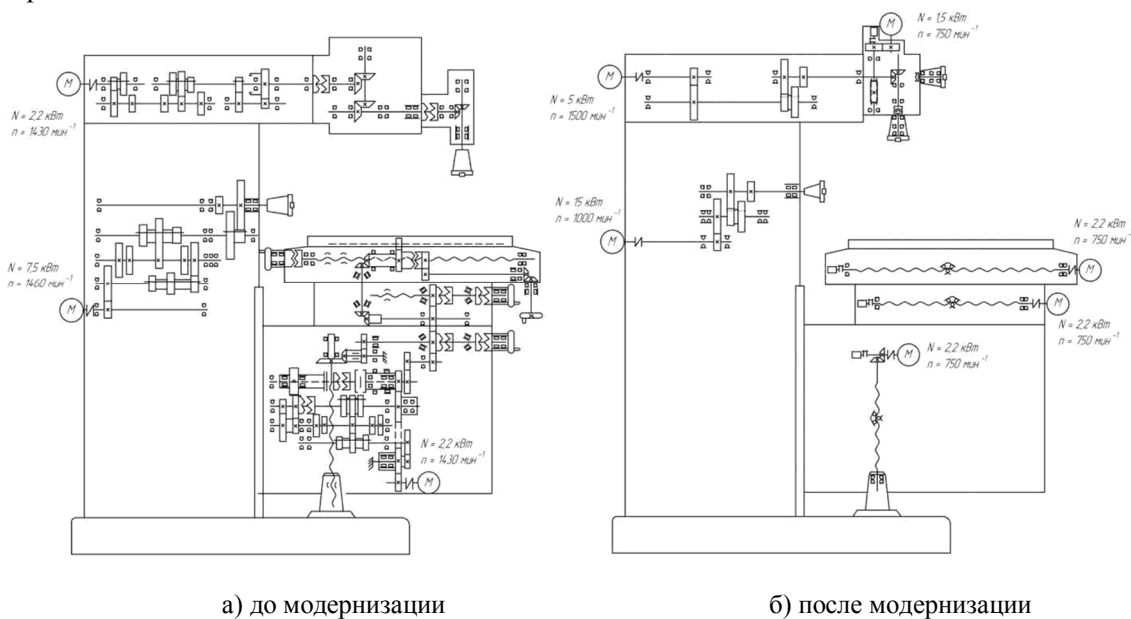 N = 1,5 кВт
n = 750 мин⁻¹
M
M
M
N = 2,2 кВт
n = 1430 мин⁻¹
N = 5 кВт
n = 1500 мин⁻¹
N = 7,5 кВт
n = 1460 мин⁻¹
M
N = 15 кВт
n = 1000 мин⁻¹
M
N = 2,2 кВт
n = 750 мин⁻¹
M
M
N = 2,2 кВт
n = 750 мин⁻¹
N = 2,2 кВт
n = 750 мин⁻¹
M
N = 2,2 кВт
n = 1430 мин⁻¹
M
а) до модернизации
б) после модернизации